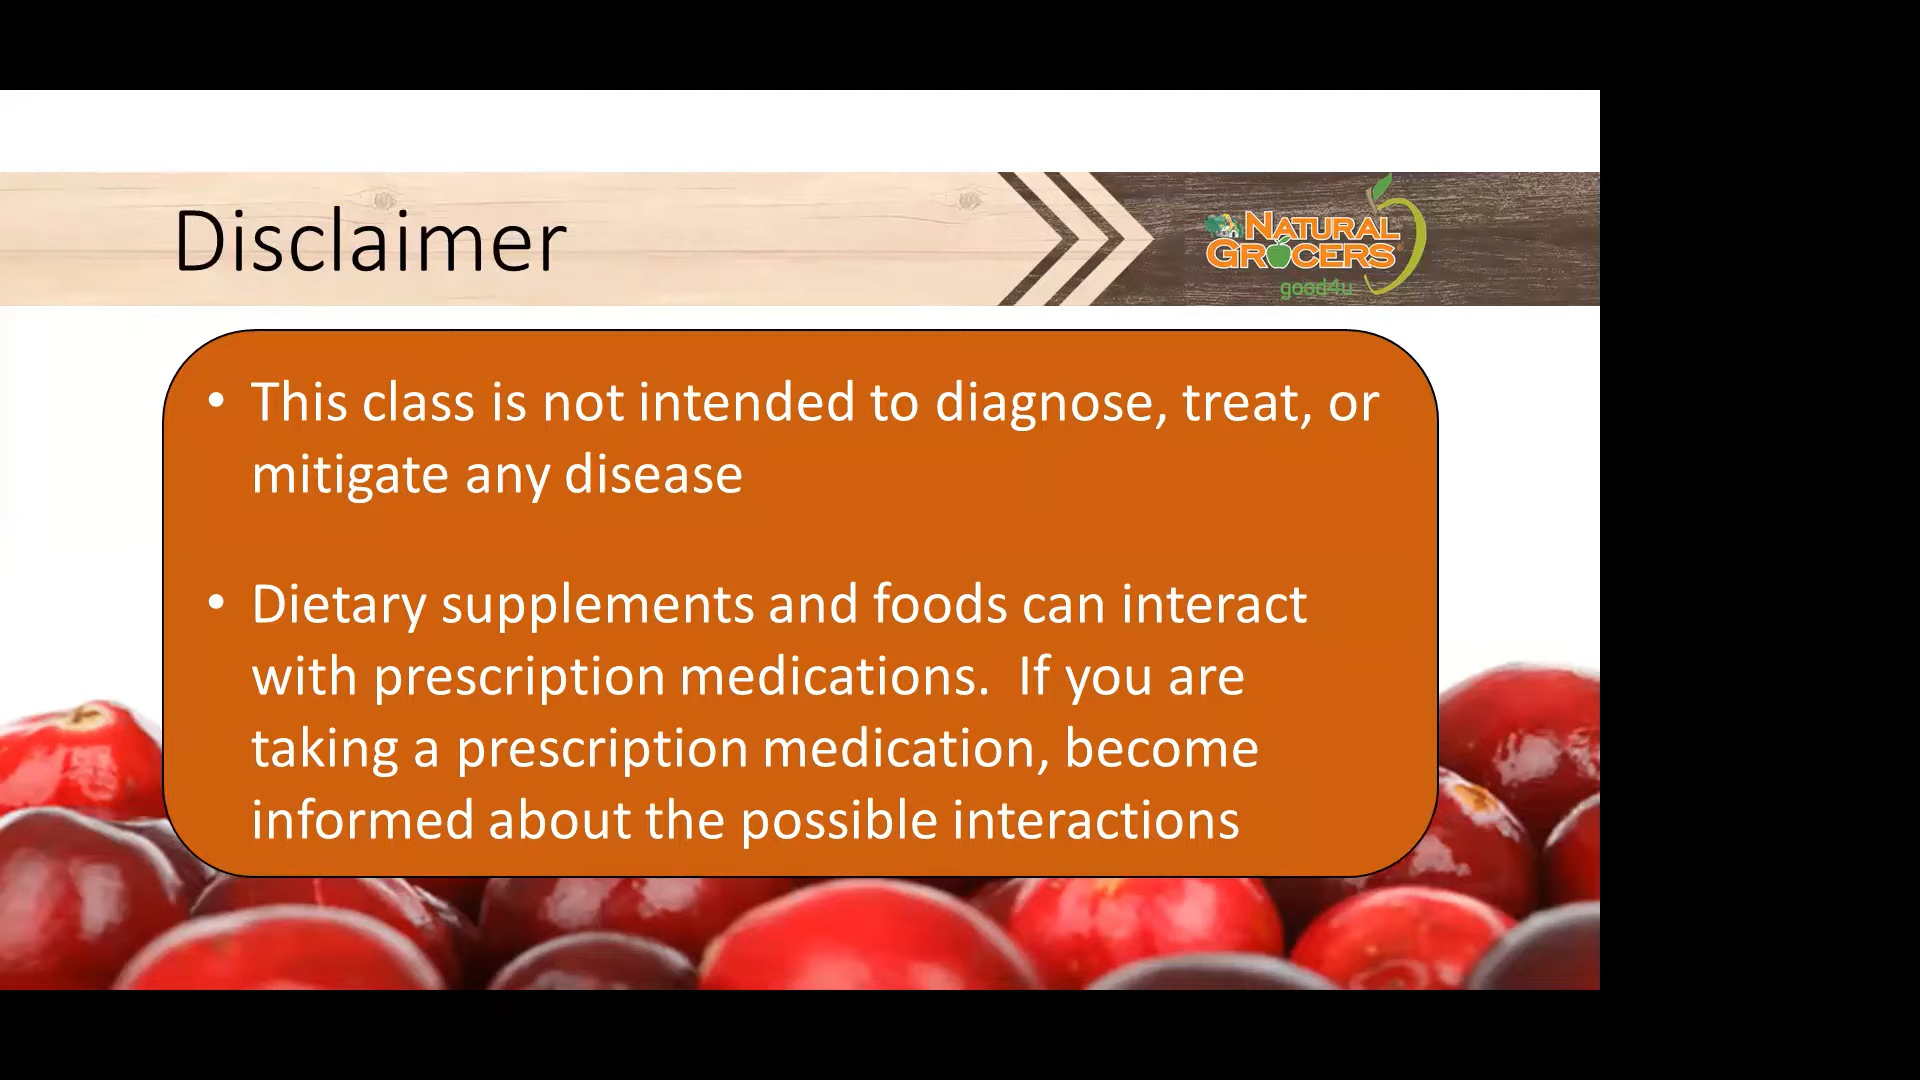 Disclaimer
NATURAL
GROCERS
good4u
• This class is not intended to diagnose, treat, or
mitigate any disease
• Dietary supplements and foods can interact
with prescription medications.  If you are
taking a prescription medication, become
informed about the possible interactions